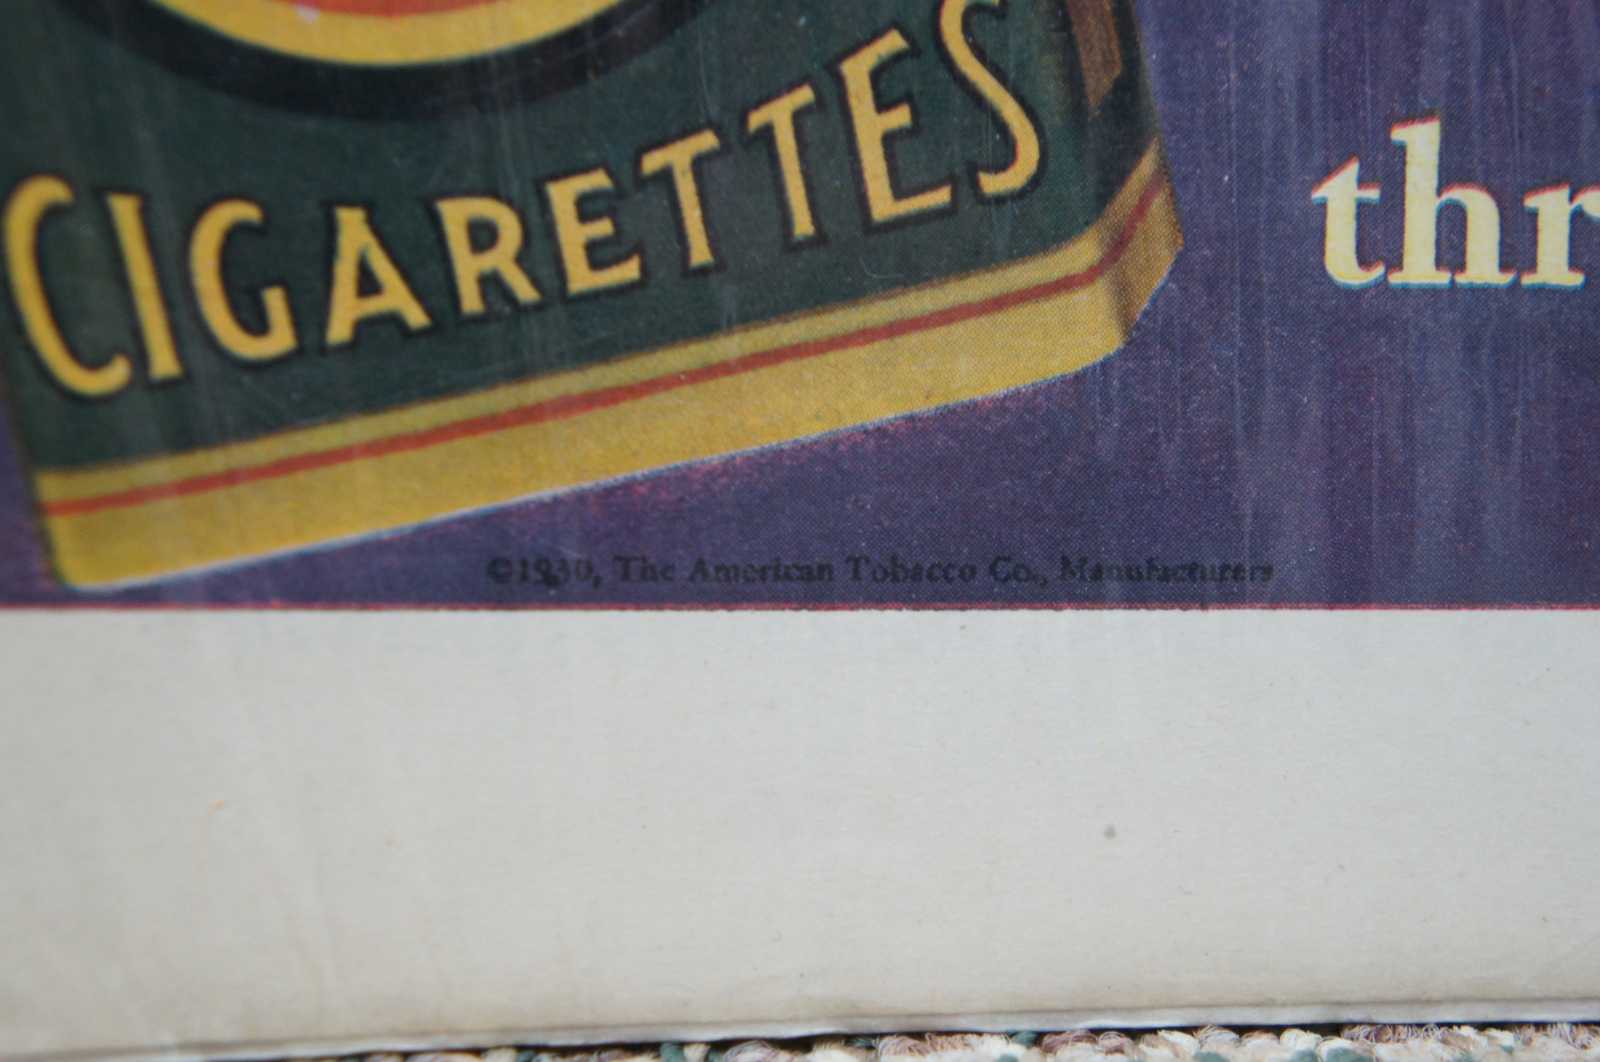 CIGARETTES
thr
©1930, The American Tobacco Co., Manufacturers